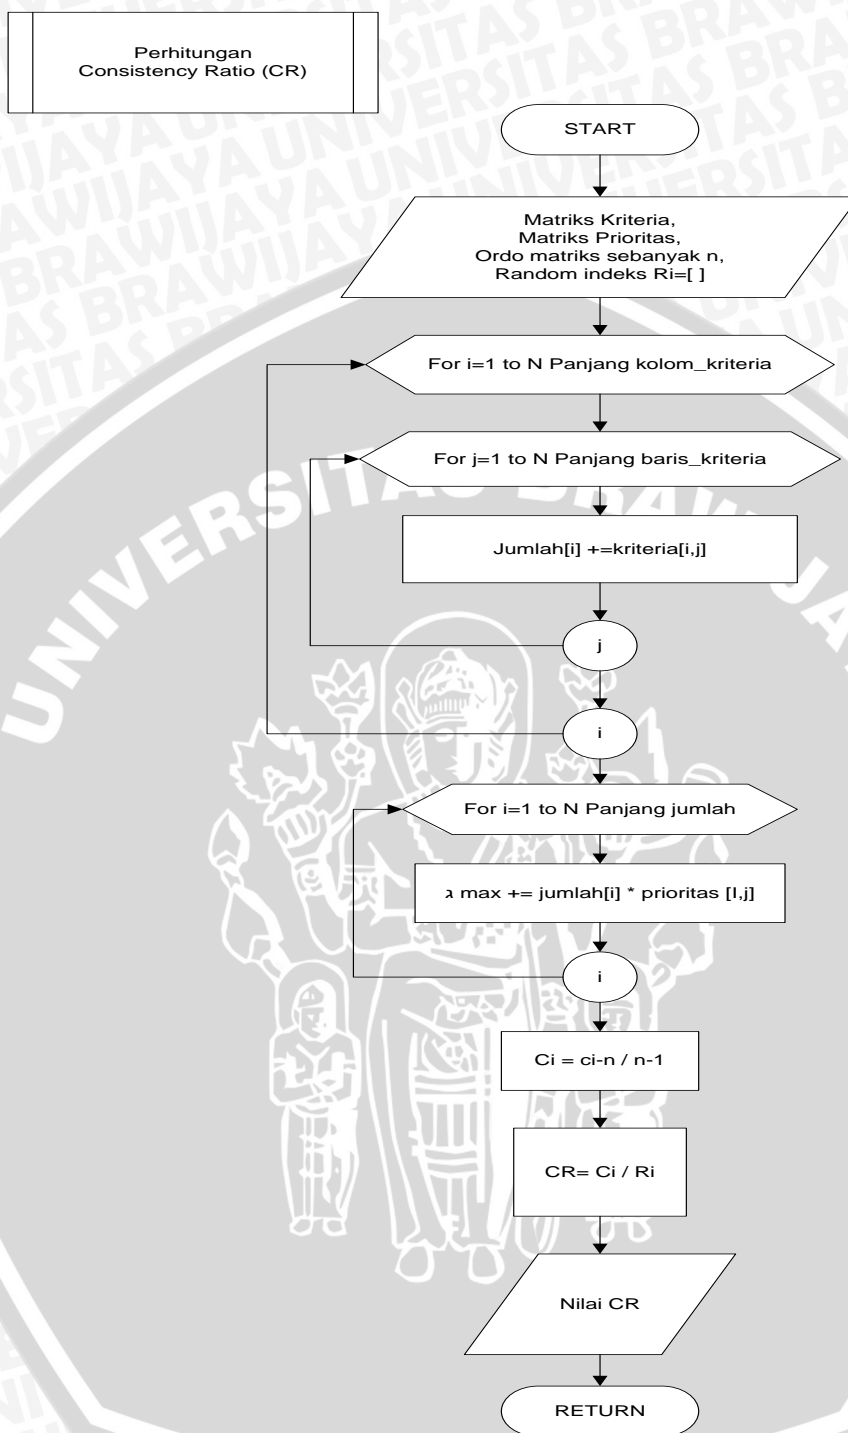 Perhitungan
Consistency Ratio (CR)
START
Matriks Kriteria,
Matriks Prioritas,
Ordo matriks sebanyak n,
Random indeks Ri=[ ]
For i=1 to N Panjang kolom_kriteria
For j=1 to N Panjang baris_kriteria
Jumlah[i] +=kriteria[i,j]
j
i
For i=1 to N Panjang jumlah
ג max += jumlah[i] * prioritas [I,j]
i
Ci = ci-n / n-1
CR= Ci / Ri
Nilai CR
RETURN
UNIVERSITAS BRAWIJAYA